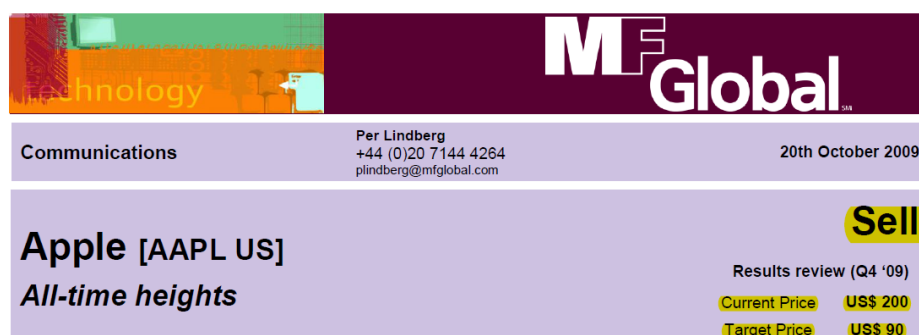 Technology
MF Global SM
Communications
Per Lindberg
+44 (0)20 7144 4264
plindberg@mfglobal.com
20th October 2009
Apple [AAPL US]
All-time heights
Sell
Results review (Q4 ‘09)
Current Price US$ 200
Target Price US$ 90